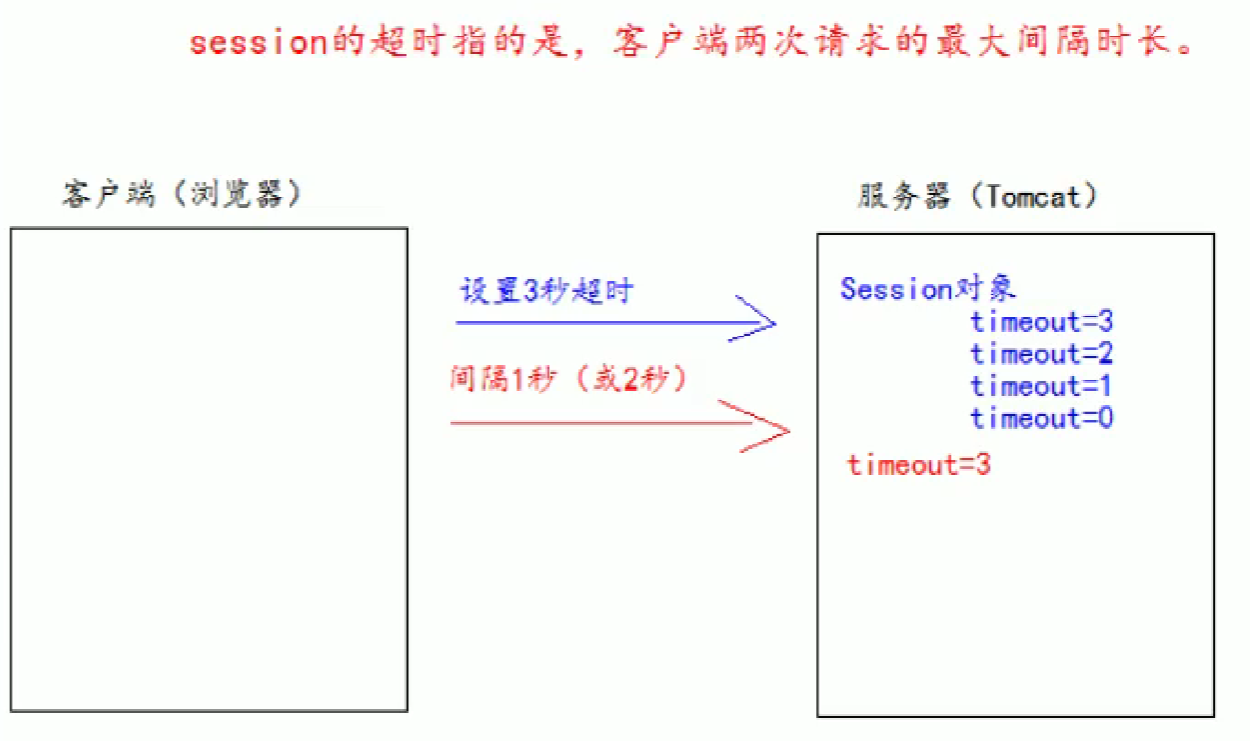 session的超时指的是，客户端两次请求的最大间隔时长。
客户端（浏览器）
服务器（Tomcat）
设置3秒超时
间隔1秒（或2秒）
Session对象
timeout=3
timeout=2
timeout=1
timeout=0
timeout=3